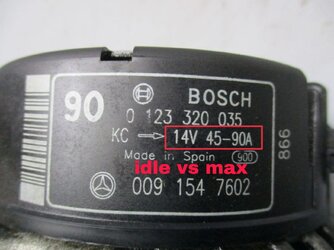 90
BOSCH
0 123 320 035
KC → 14V 45-90A
Made in Spain 900
idle vs max
009 154 7602
866